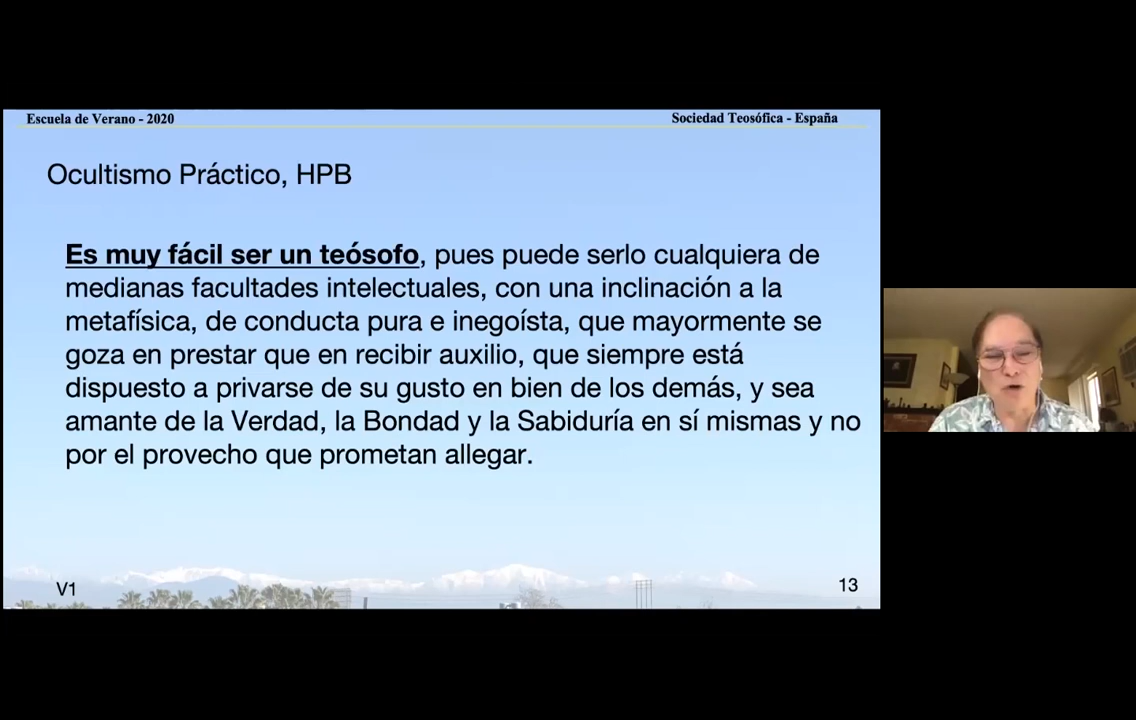 Escuela de Verano - 2020
Sociedad Teosófica - España
Ocultismo Práctico, HPB
Es muy fácil ser un teósofo, pues puede serlo cualquiera de
medianas facultades intelectuales, con una inclinación a la
metafísica, de conducta pura e inegoísta, que mayormente se
goza en prestar que en recibir auxilio, que siempre está
dispuesto a privarse de su gusto en bien de los demás, y sea
amante de la Verdad, la Bondad y la Sabiduría en sí mismas y no
por el provecho que prometan allegar.
V1
13